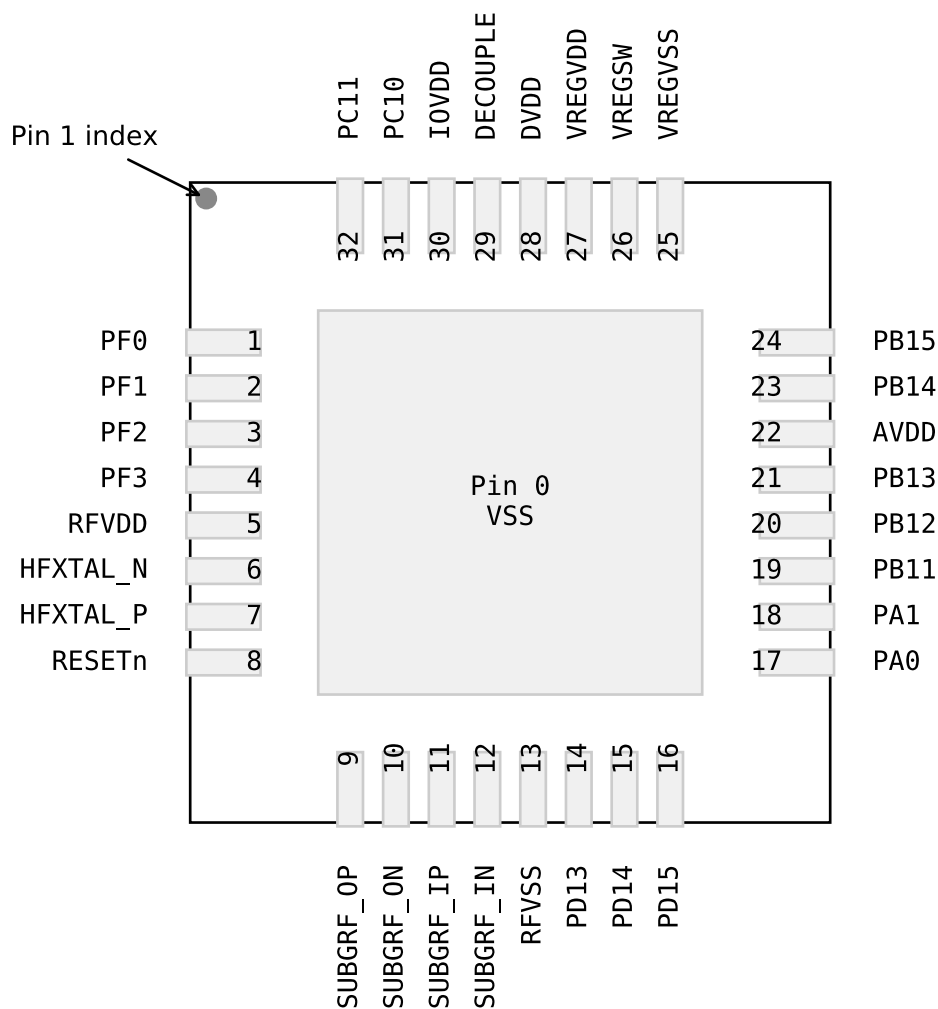 DECOUPLE
VREGVDD
VREGVSS
VREGSW
IOVDD
DVDD
PC11
PC10
Pin 1 index
32
31
30
29
28
27
26
25
PF0 1
24 PB15
PF1 2
23 PB14
PF2 3
22 AVDD
PF3 4
21 PB13
Pin 0
VSS
RFVDD 5
20 PB12
HFXTAL_N 6
19 PB11
HFXTAL_P 7
18 PA1
RESETn 8
17 PA0
9
10
11
12
13
14
15
16
SUBGRF_OP
SUBGRF_ON
SUBGRF_IP
SUBGRF_IN
RFVSS
PD13
PD14
PD15